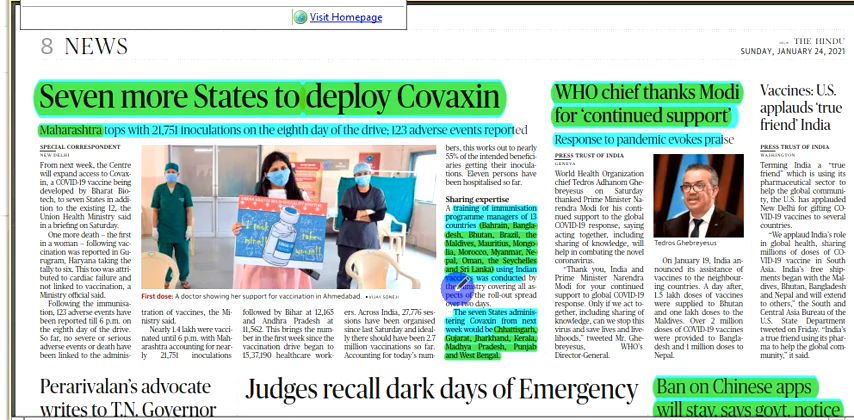 Visit Homepage
8 NEWS
THE HINDU
SUNDAY, JANUARY 24, 2021
Seven more States to deploy Covaxin
Maharashtra tops with 21,751 inoculations on the eighth day of the drive; 123 adverse events reported
SPECIAL CORRESPONDENT
NEW DELHI
From next week, the Centre
will expand access to Covax-
in, a COVID-19 vaccine being
developed by Bharat Bio-
tech, to seven States in addi-
tion to the existing 12, the
Union Health Ministry said
in a briefing on Saturday.
One more death – the first
in a woman – following vac-
cination was reported in Gu-
rugram, Haryana taking the
tally to six. This too was attri-
buted to cardiac failure and
not linked to vaccination, a
Ministry official said.
Following the immunisa-
tion, 123 adverse events have
been reported till 6 p.m. on
the eighth day of the drive.
So far, no severe or serious
adverse events or death have
been linked to the adminis-
First dose: A doctor showing her support for vaccination in Ahmedabad. • VIJAY SONEJI
tration of vaccines, the Mi-
nistry said.
Nearly 1.4 lakh were vacci-
nated until 6 p.m. with Mah-
arashtra accounting for near-
ly 21,751 inoculations
followed by Bihar at 12,165
and Andhra Pradesh at
11,562. This brings the num-
ber in the first week since the
vaccination drive began to
15,37,190 healthcare work-
ers. Across India, 27,776 ses-
sions have been organised
since last Saturday and ideal-
ly there should have been 2.7
million vaccinations so far.
Accounting for today's num-
bers, this works out to nearly
55% of the intended benefici-
aries getting their inocula-
tions. Eleven persons have
been hospitalised so far.
Sharing expertise
A training of immunisation
programme managers of 13
countries (Bahrain, Bangla-
desh, Bhutan, Brazil, the
Maldives, Mauritius, Mongo-
lia, Morocco, Myanmar, Ne-
pal, Oman, the Seychelles
and Sri Lanka) using Indian
was conducted by
the Ministry covering all as-
pects of the roll-out spread
over two days.
The seven States adminis-
tering Covaxin from next
week would be Chhattisgarh,
Gujarat, Jharkhand, Kerala,
Madhya Pradesh, Punjab
and West Bengal.
WHO chief thanks Modi
for 'continued support'
Response to pandemic evokes praise
PRESS TRUST OF INDIA
GENEVA
World Health Organization
chief Tedros Adhanom Ghe-
breyesus on Saturday
thanked Prime Minister Na-
rendra Modi for his conti-
nued support to the global
COVID-19 response, saying
acting together, including
sharing of knowledge, will
help in combating the novel
coronavirus.
"Thank you, India and
Prime Minister Narendra
Modi for your continued
support to the global COVID-
19 response. Only if we act to-
gether, including sharing of
knowledge, can we stop this
virus and save lives and live-
lihoods," tweeted Mr. Ghe-
breyesus, WHO's
Director-General.
Tedros Ghebreyesus
On January 19, India an-
nounced its assistance of
vaccines to the neighbour-
ing countries. A day after,
1.5 lakh doses of vaccines
were supplied to Bhutan
and one lakh doses to the
Maldives. Over 2 million
doses of COVID-19 vaccines
were provided to Bangla-
desh and 1 million doses to
Nepal.
Vaccines: U.S.
applauds 'true
friend' India
PRESS TRUST OF INDIA
WASHINGTON
Terming India a "true
friend" which is using its
pharmaceutical sector to
help the global communi-
ty, the U.S. has applauded
New Delhi for gifting CO-
VID-19 vaccines to several
countries.
"We applaud India's role
in global health, sharing
millions of doses of CO-
VID-19 vaccine in South
Asia. India's free ship-
ments began with the Mal-
dives, Bhutan, Bangladesh
and Nepal and will extend
to others," the South and
Central Asia Bureau of the
U.S. State Department
tweeted on Friday. "India's
a true friend using its phar-
ma to help the global com-
munity," it said.
Perarivalan's advocate
writes to T.N. Governor
Judges recall dark days of Emergency
Ban on Chinese apps
will stay, says govt. notice